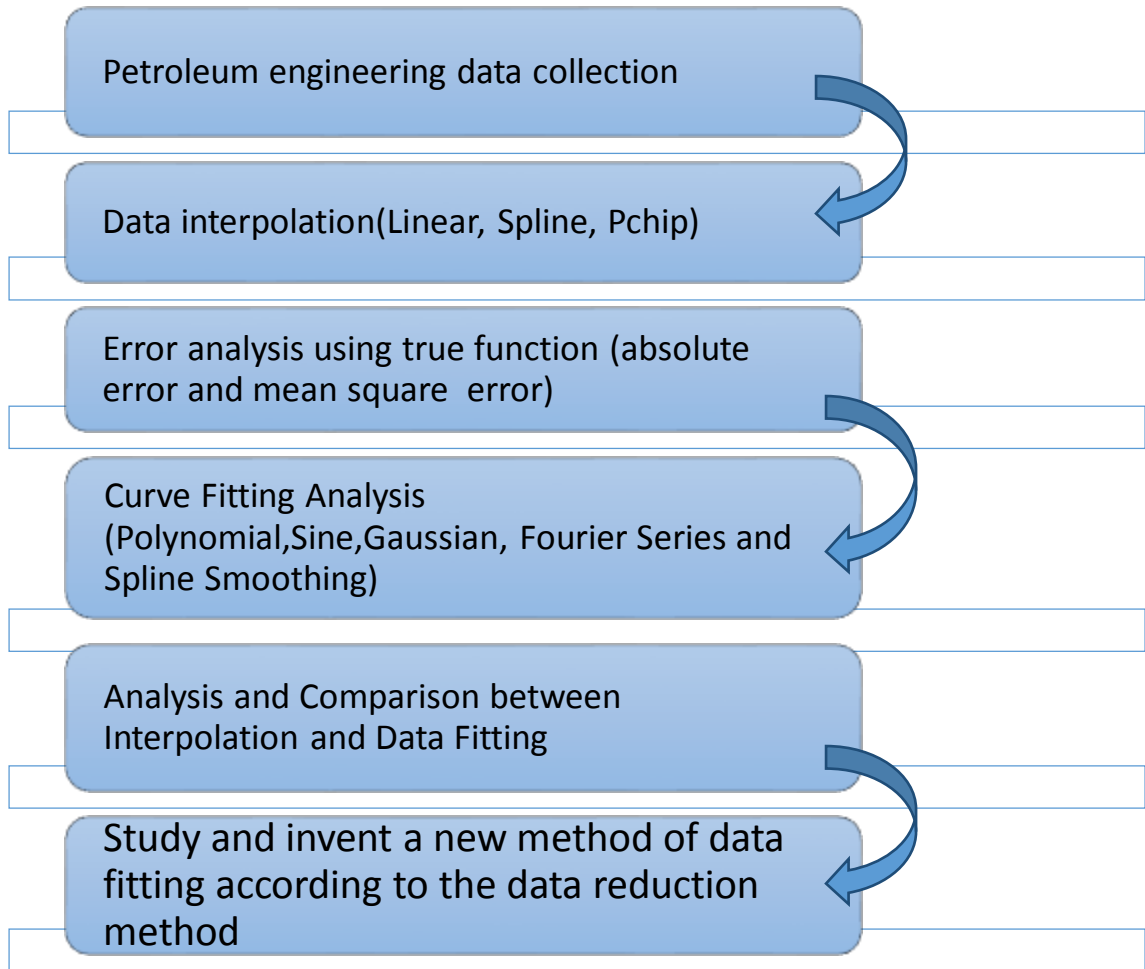 Petroleum engineering data collection
Data interpolation(Linear, Spline, Pchip)
Error analysis using true function (absolute
error and mean square  error)
Curve Fitting Analysis
(Polynomial,Sine,Gaussian, Fourier Series and
Spline Smoothing)
Analysis and Comparison between
Interpolation and Data Fitting
Study and invent a new method of data
fitting according to the data reduction
method